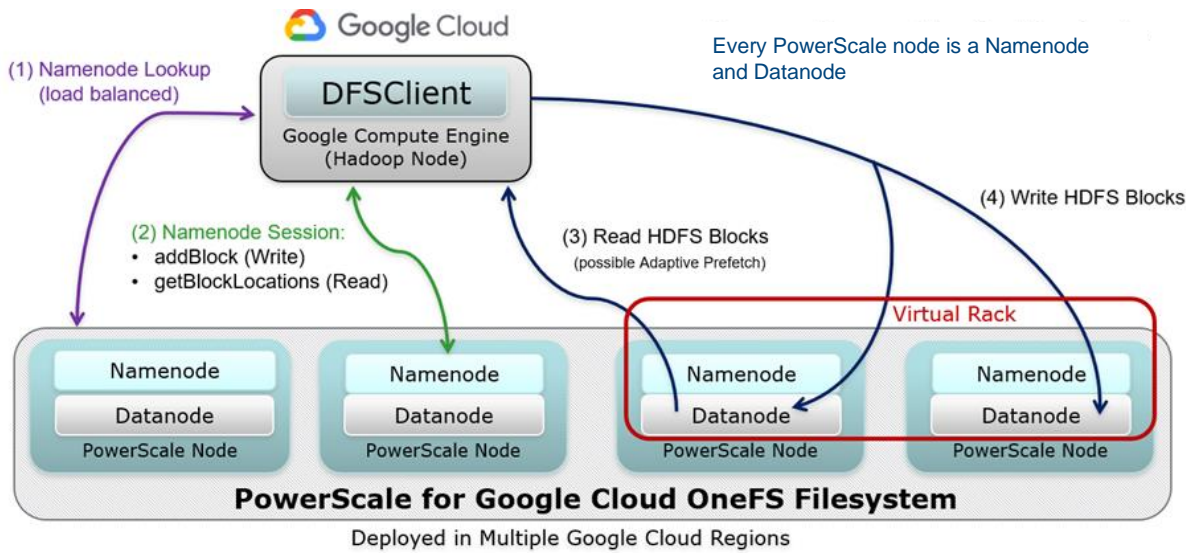 Google Cloud
Every PowerScale node is a Namenode
and Datanode
(1) Namenode Lookup
(load balanced)
DFSClient
Google Compute Engine
(Hadoop Node)
(4) Write HDFS Blocks
(2) Namenode Session:
• addBlock (Write)
• getBlockLocations (Read)
(3) Read HDFS Blocks
(possible Adaptive Prefetch)
Virtual Rack
Namenode
Datanode
PowerScale Node
Namenode
Datanode
PowerScale Node
Namenode
Datanode
PowerScale Node
Namenode
Datanode
PowerScale Node
PowerScale for Google Cloud OneFS Filesystem
Deployed in Multiple Google Cloud Regions